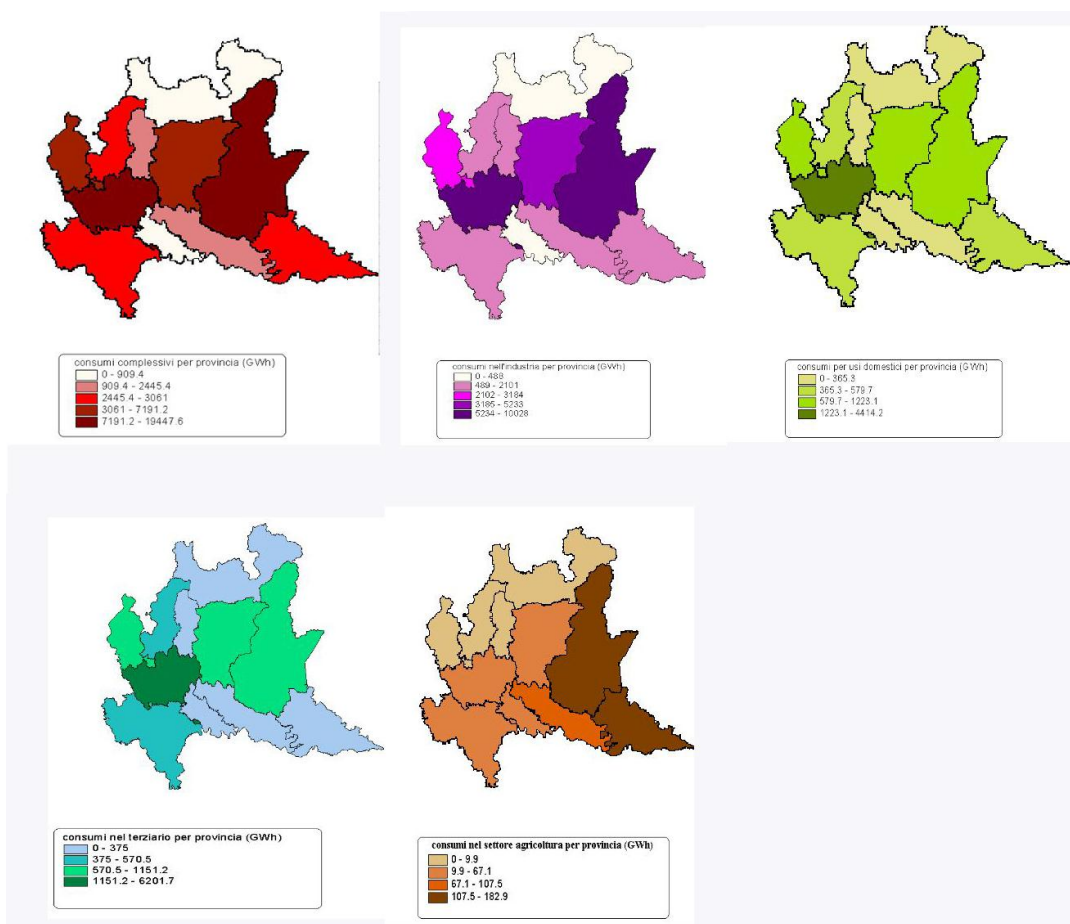 consumi complessivi per provincia (GWh)
0 - 909.4
909.4 - 2445.4
2445.4 - 3061
3061 - 7191.2
7191.2 - 19447.6
consumi nell'industria per provincia (GWh)
0 - 488
489 - 2101
2102 - 3184
3185 - 5233
5234 - 10028
consumi per usi domestici per provincia (GWh)
0 - 365.3
365.3 - 579.7
579.7 - 1223.1
1223.1 - 4414.2
consumi nel terziario per provincia (GWh)
0 - 375
375 - 570.5
570.5 - 1151.2
1151.2 - 6201.7
consumi nel settore agricoltura per provincia (GWh)
0 - 9.9
9.9 - 67.1
67.1 - 107.5
107.5 - 182.9